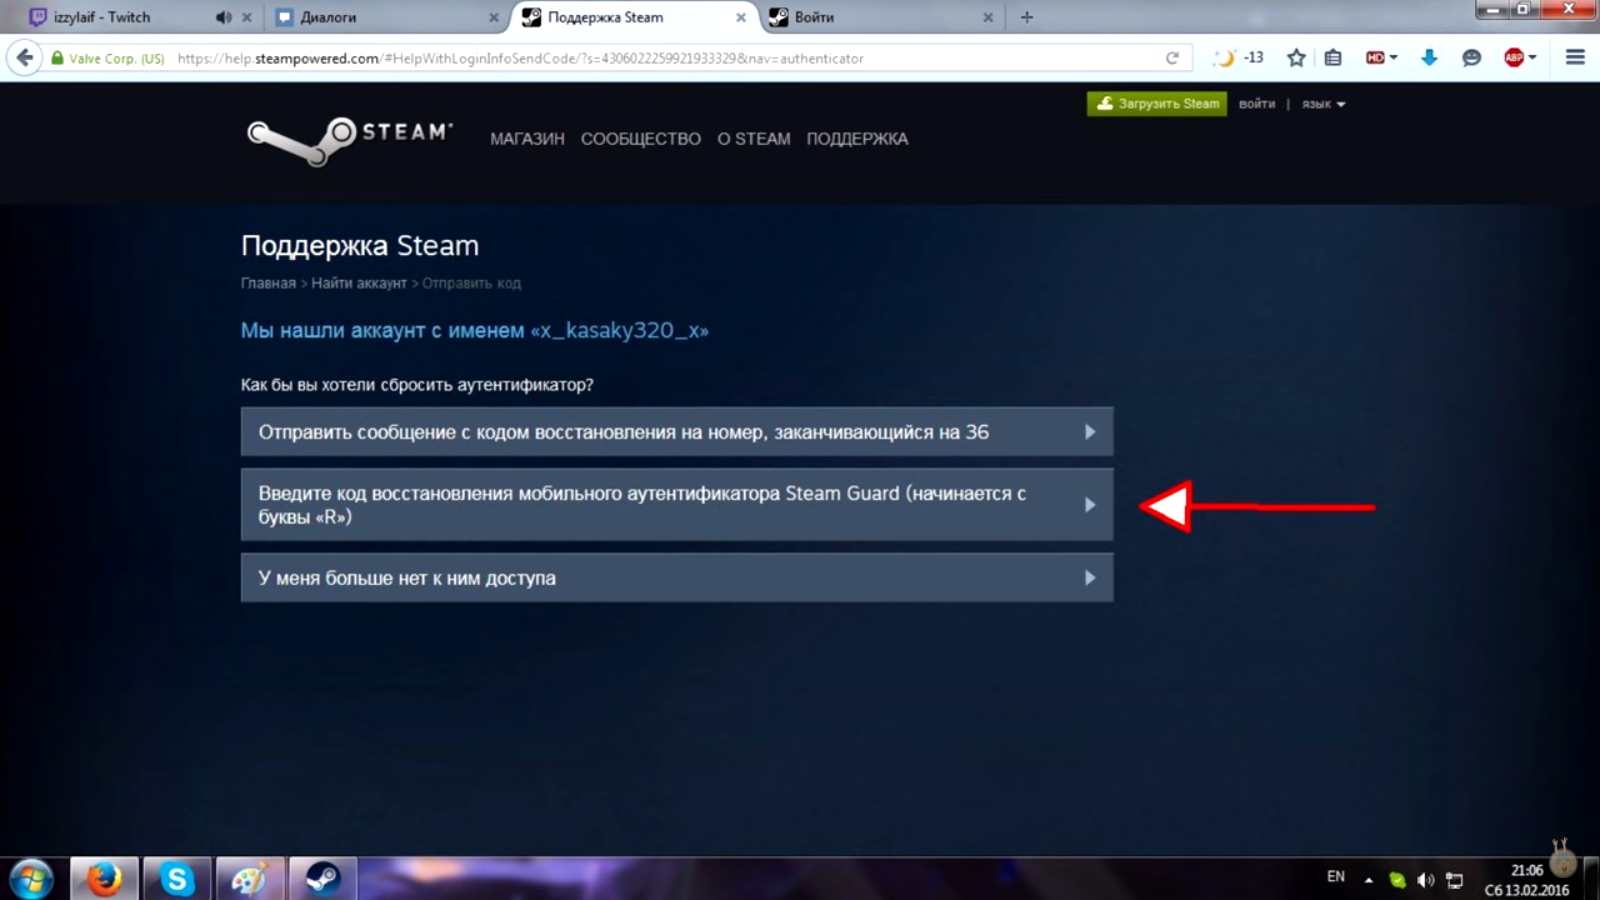 izzylaif - Twitch
Диалоги
Поддержка Steam
Войти
Valve Corp. (US)
https://help.steampowered.com/#HelpWithLoginInfoSendCode/?s=4306022259921933329&nav=authenticator
-13
HD
ABP
Загрузить Steam
войти | язык
STEAM
МАГАЗИН СООБЩЕСТВО О STEAM ПОДДЕРЖКА
Поддержка Steam
Главная > Найти аккаунт > Отправить код
Мы нашли аккаунт с именем «x_kasaky320_x»
Как бы вы хотели сбросить аутентификатор?
Отправить сообщение с кодом восстановления на номер, заканчивающийся на 36
Введите код восстановления мобильного аутентификатора Steam Guard (начинается с
буквы «R»)
У меня больше нет к ним доступа
EN
21:06
Сб 13.02.2016